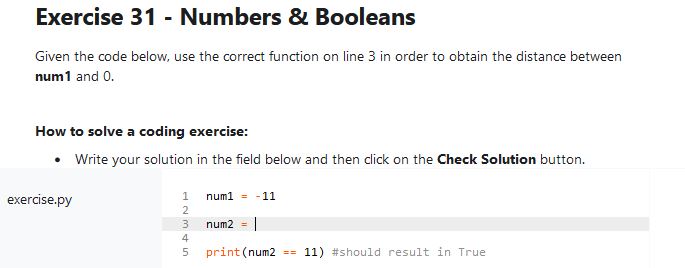 Exercise 31 - Numbers & Booleans
Given the code below, use the correct function on line 3 in order to obtain the distance between
num1 and 0.
How to solve a coding exercise:
• Write your solution in the field below and then click on the Check Solution button.
exercise.py
1 num1 = -11
2
3 num2 =
4
5 print(num2 == 11) #should result in True